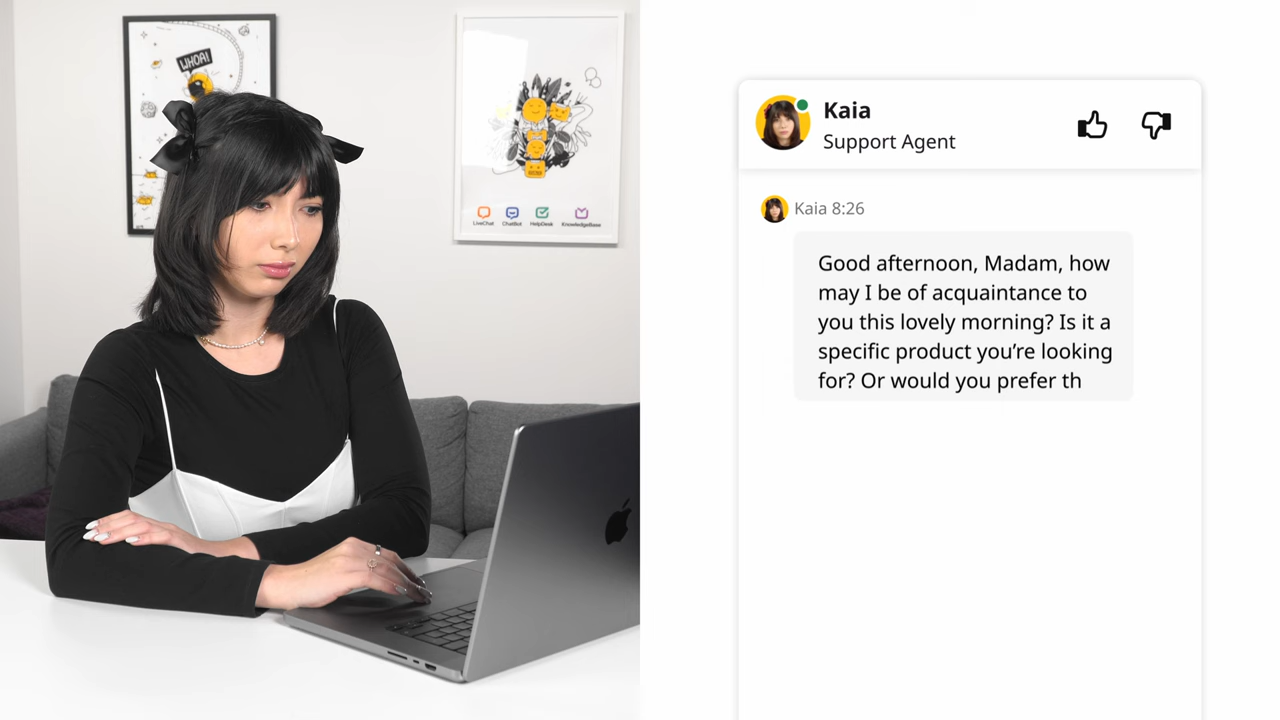 WHOA!
LiveChat ChatBot HelpDesk KnowledgeBase
Kaia
Support Agent
Kaia 8:26
Good afternoon, Madam, how
may I be of acquaintance to
you this lovely morning? Is it a
specific product you’re looking
for? Or would you prefer th